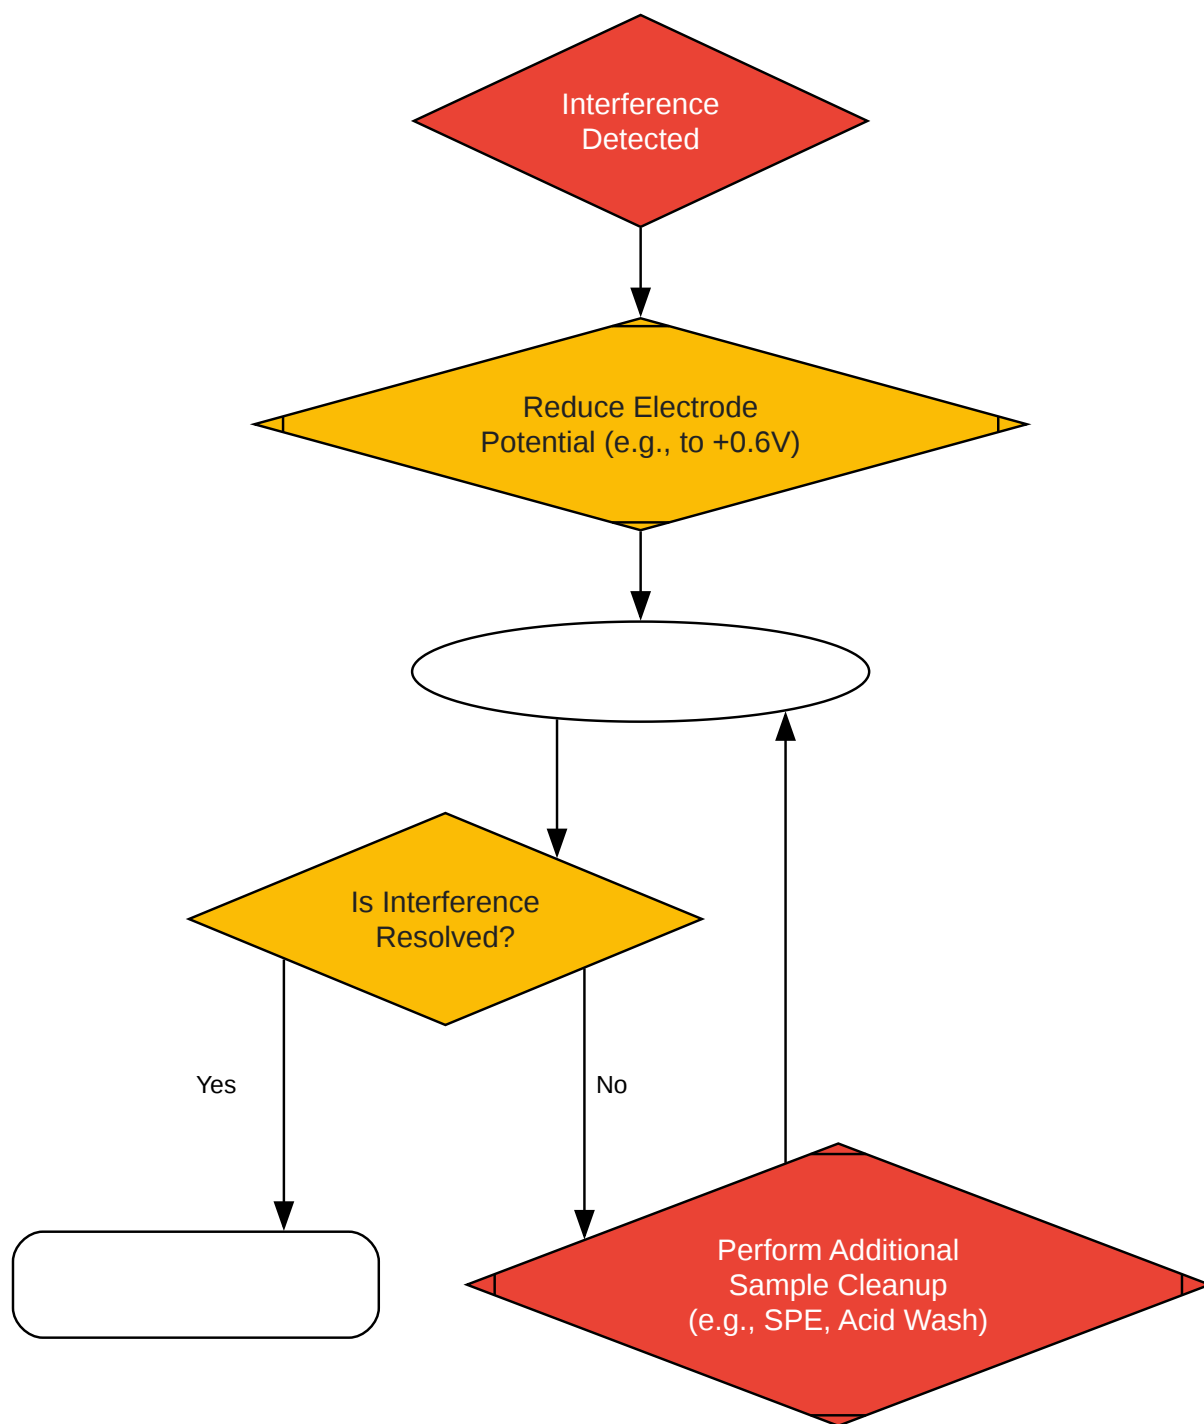 Interference
Detected
Reduce Electrode
Potential (e.g., to +0.6V)
Is Interference
Resolved?
Yes
No
Perform Additional
Sample Cleanup
(e.g., SPE, Acid Wash)